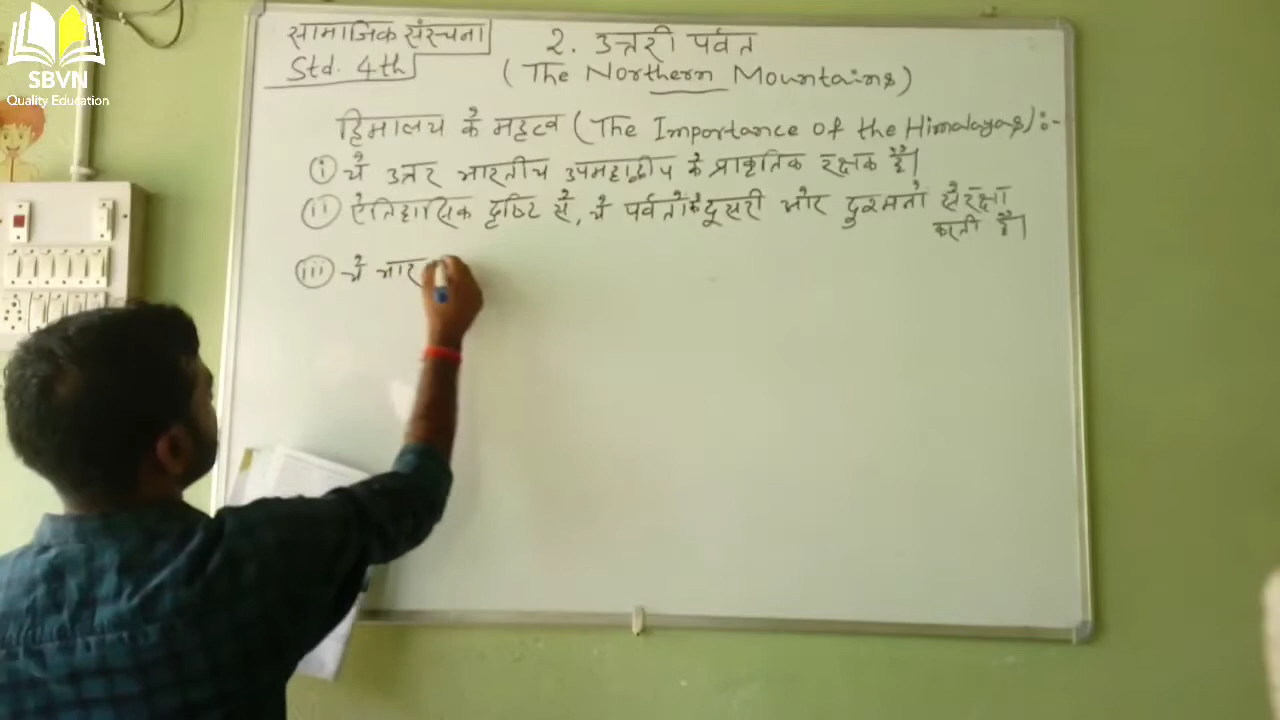 SBVN
Quality Education
सामाजिक संस्चना
Std. 4th
2. उत्तरी पर्वत
(The Northern Mountains)
हिमालय के महत्व (The Importance of the Himalayas):-
(i) ये उत्तर भारतीय उपमहाद्वीप के प्राकृतिक रक्षक हैं।
(ii) ऐतिहासिक दृष्टि से, ये पर्वतों के दूसरी ओर दुश्मनो से रक्षा
करती हैं।
(iii) ये भार